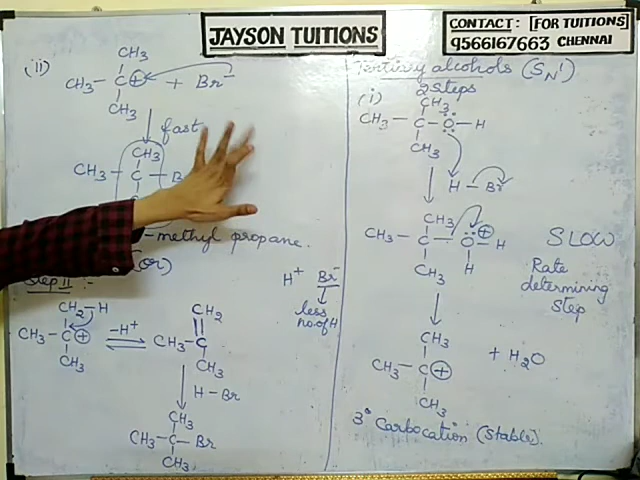 JAYSON TUITIONS
CONTACT: [FOR TUITIONS]
9566167663 CHENNAI
(ii)
CH₃
CH₃ – C⊕ + Br⁻
CH₃
fast
CH₃
CH₃ – C – B
-methyl propane.
(or)
Step II :-
CH₂ – H
CH₃ – C⊕
CH₃
-H⁺
CH₂
CH₃ – C
CH₃
H – Br
CH₃
CH₃ – C – Br
CH₃
H⁺ Br⁻
less
no. of H
Tertiary alcohols (SN1)
2 steps
(i)
CH₃
CH₃ – C – O – H
CH₃
H – Br
CH₃
CH₃ – C – O⊕ – H
CH₃ H
SLOW
Rate
determining
Step
CH₃
CH₃ – C⊕ + H₂O
CH₃
3° Carbocation (Stable).